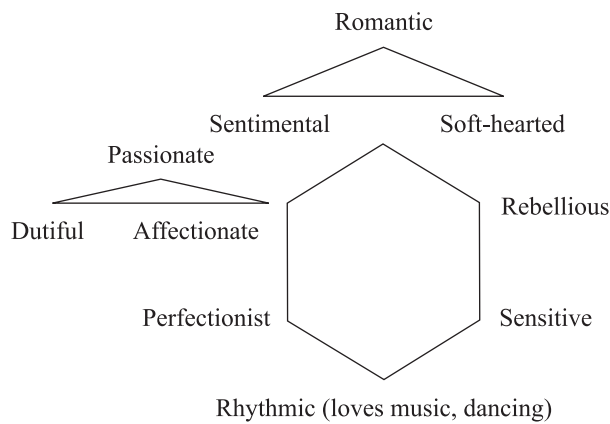 Romantic
Sentimental
Soft-hearted
Passionate
Dutiful
Affectionate
Rebellious
Perfectionist
Sensitive
Rhythmic (loves music, dancing)